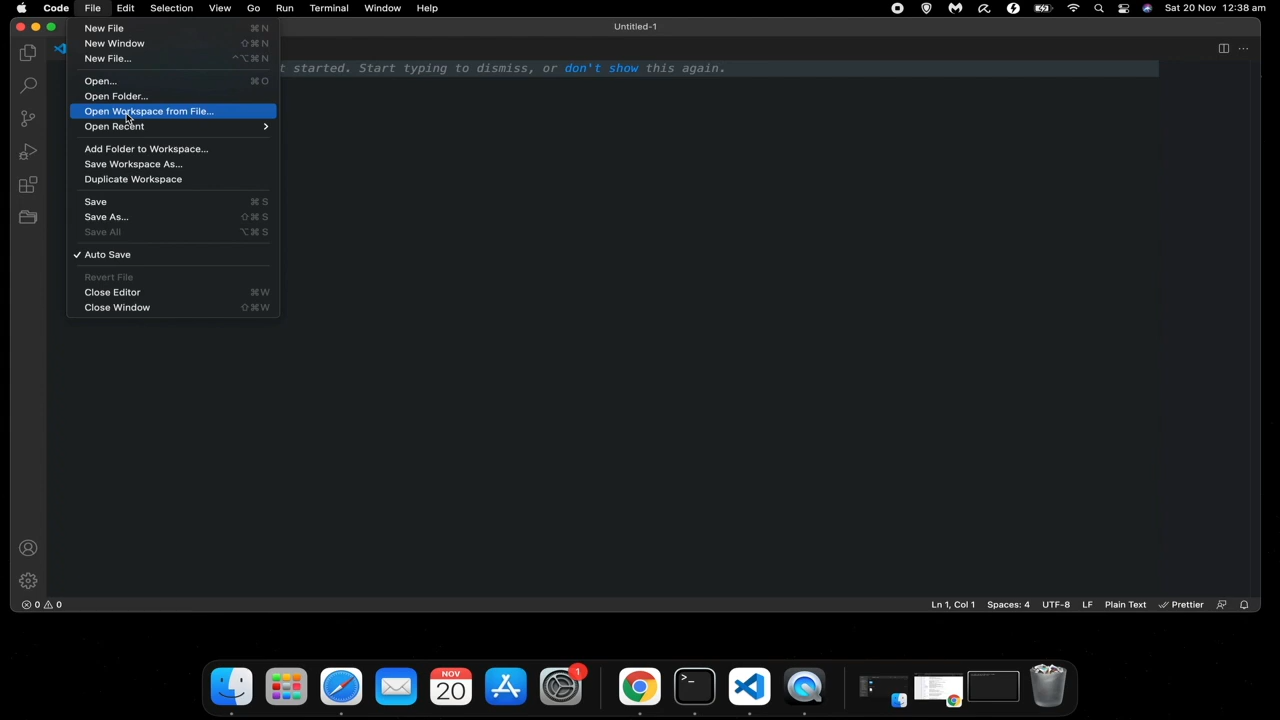 Code File Edit Selection View Go Run Terminal Window Help Sat 20 Nov 12:38 am
Untitled-1
New File ⌘N
New Window ⇧⌘N
New File... ^⌥⌘N
t started. Start typing to dismiss, or don't show this again.
Open... ⌘O
Open Folder...
Open Workspace from File...
Open Recent
Add Folder to Workspace...
Save Workspace As...
Duplicate Workspace
Save ⌘S
Save As... ⇧⌘S
Save All ⌥⌘S
✓ Auto Save
Revert File
Close Editor ⌘W
Close Window ⇧⌘W
0 0 Ln 1, Col 1 Spaces: 4 UTF-8 LF Plain Text Prettier
NOV
20
1